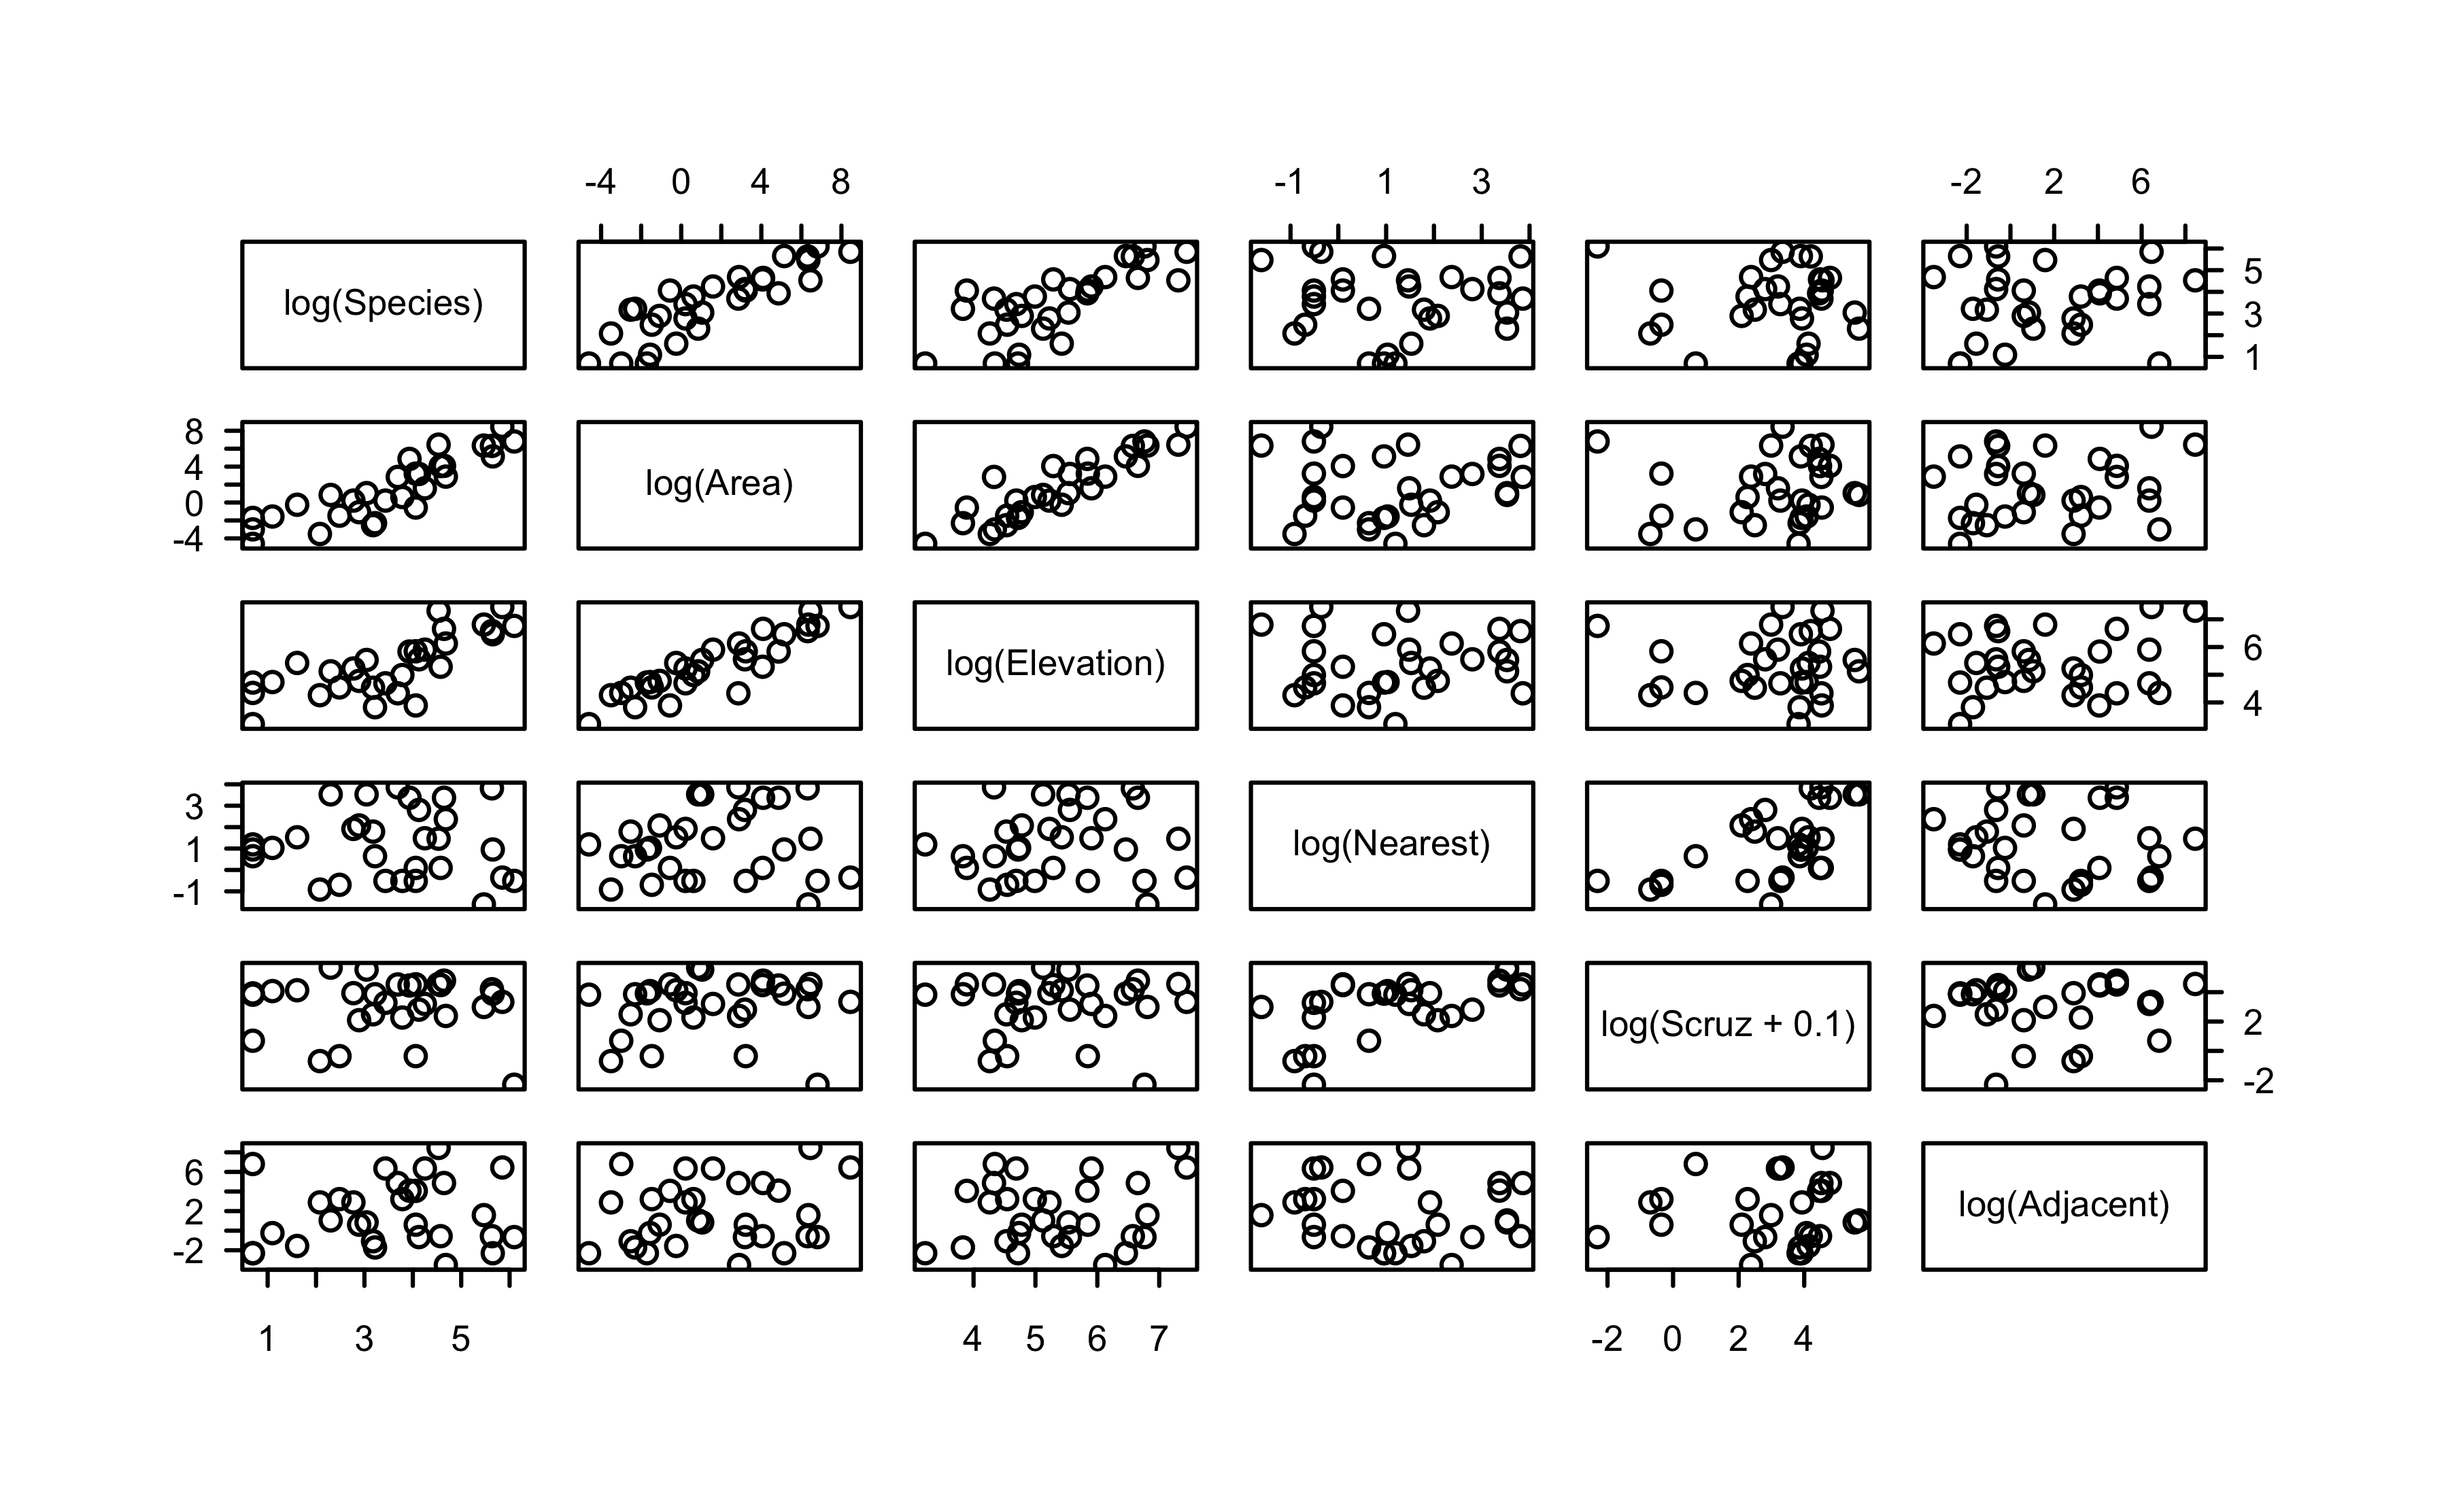 -4 0 4 8 -1 1 3 -2 2 6
log(Species) 5 3 1
8 4 0 -4 log(Area)
log(Elevation) 6 4
3 1 -1 log(Nearest)
log(Scruz + 0.1) 2 -2
6 2 -2 log(Adjacent)
1 3 5 4 5 6 7 -2 0 2 4